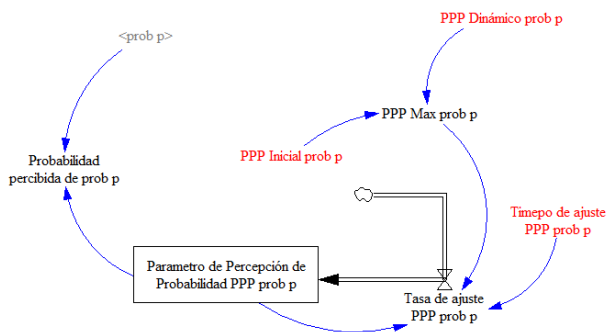 PPP Dinámico prob p
<prob p>
PPP Max prob p
PPP Inicial prob p
Probabilidad
percibida de prob p
Timepo de ajuste
PPP prob p
Parametro de Percepción de
Probabilidad PPP prob p
Tasa de ajuste
PPP prob p